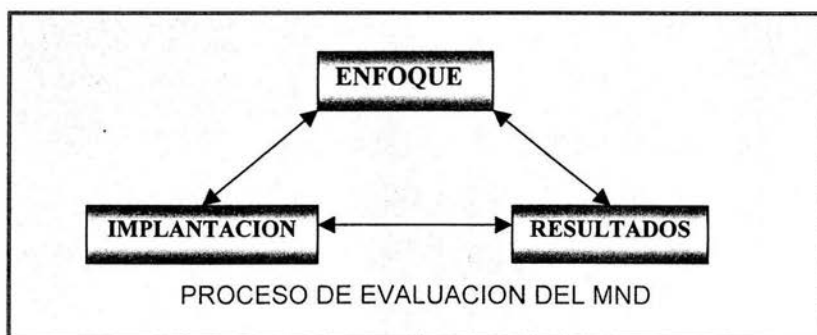 ENFOQUE
IMPLANTACION
RESULTADOS
PROCESO DE EVALUACION DEL MND